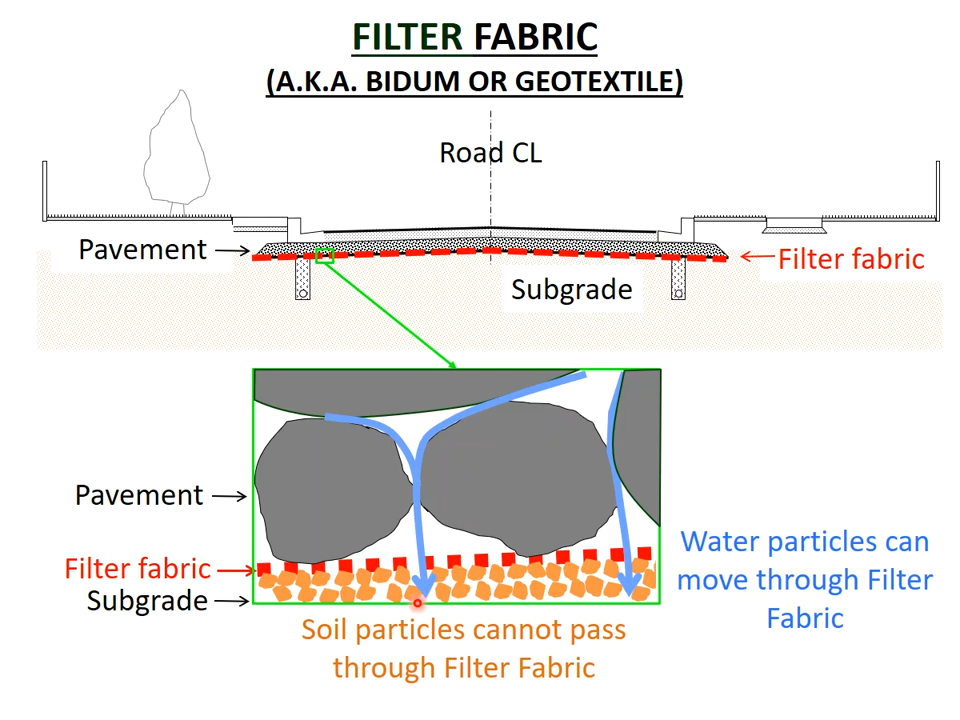 FILTER FABRIC
(A.K.A. BIDUM OR GEOTEXTILE)
Road CL
Pavement
Filter fabric
Subgrade
Pavement
Filter fabric
Subgrade
Water particles can
move through Filter
Fabric
Soil particles cannot pass
through Filter Fabric